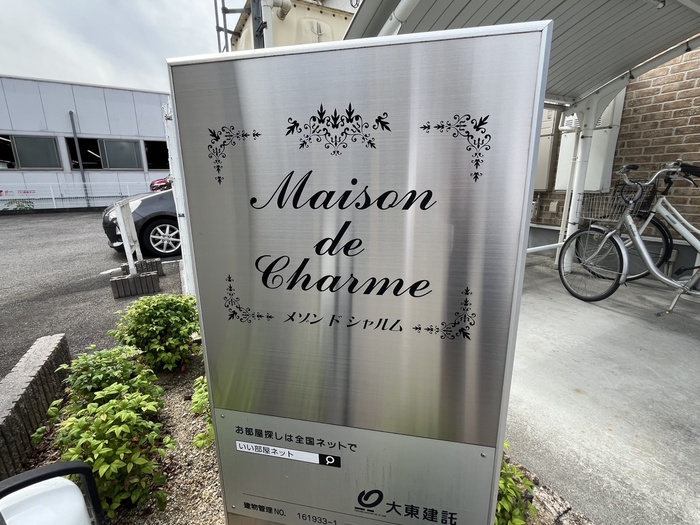 Maison
de
Charme
メゾン ド シャルム
お部屋探しは全国ネットで
いい部屋ネット
大東建託
建物管理NO. 161933-1